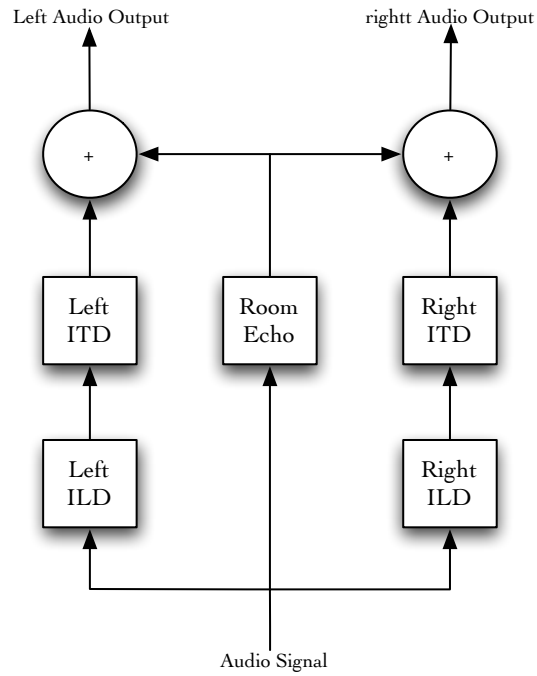 Left Audio Output
rightt Audio Output
+
+
Left
ITD
Room
Echo
Right
ITD
Left
ILD
Right
ILD
Audio Signal